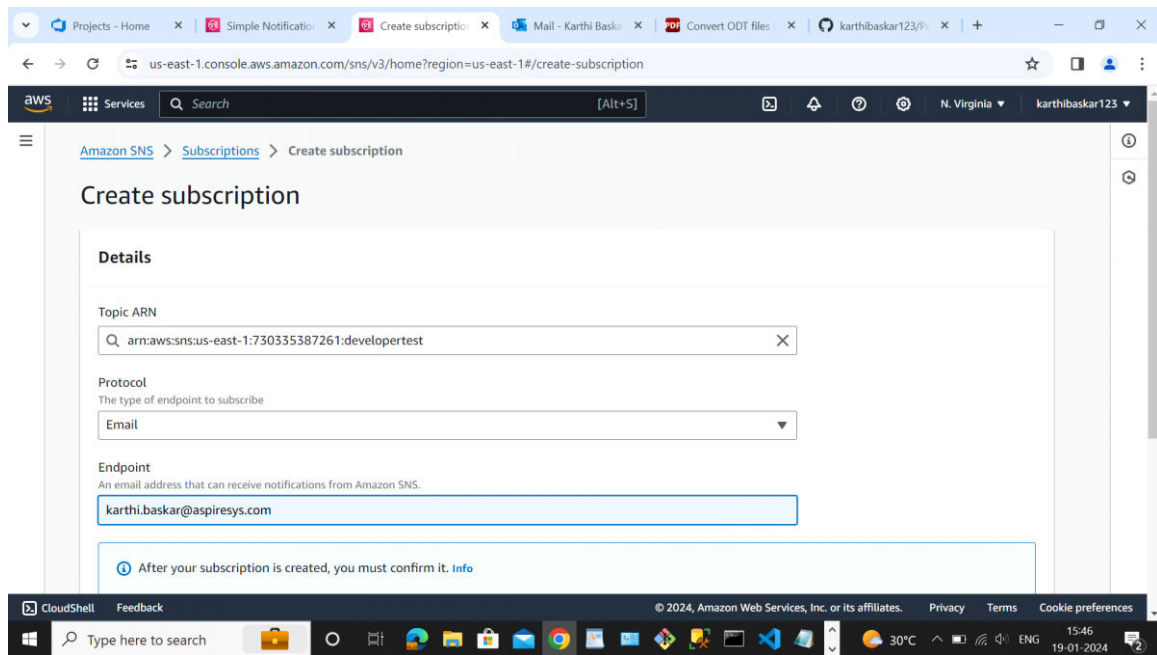 Projects - Home
Simple Notificatio
Create subscriptio
Mail - Karthi Baska
PDF
Convert ODT files
karthibaskar123/P
us-east-1.console.aws.amazon.com/sns/v3/home?region=us-east-1#/create-subscription
aws
Services
Search
[Alt+S]
N. Virginia
karthibaskar123
Amazon SNS > Subscriptions > Create subscription
Create subscription
Details
Topic ARN
arn:aws:sns:us-east-1:730335387261:developertest
Protocol
The type of endpoint to subscribe
Email
Endpoint
An email address that can receive notifications from Amazon SNS.
karthi.baskar@aspiresys.com
After your subscription is created, you must confirm it. Info
CloudShell Feedback © 2024, Amazon Web Services, Inc. or its affiliates. Privacy Terms Cookie preferences
Type here to search
30°C
ENG
15:46
19-01-2024
2